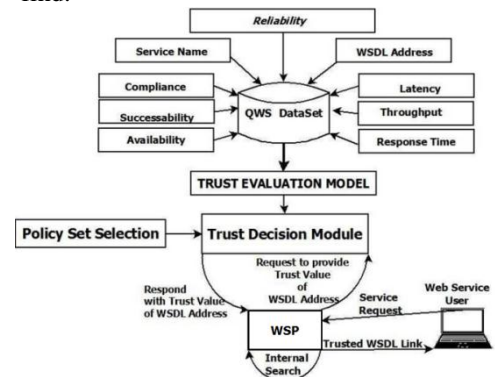 kind.
Reliability
Service Name
WSDL Address
Compliance
Latency
Successability
QWS DataSet
Throughput
Availability
Response Time
TRUST EVALUATION MODEL
Policy Set Selection
Trust Decision Module
Request to provide
Trust Value
of
WSDL Address
Respond
with Trust Value
of WSDL Address
Service
Request
Web Service
User
WSP
Trusted WSDL Link
Internal
Search